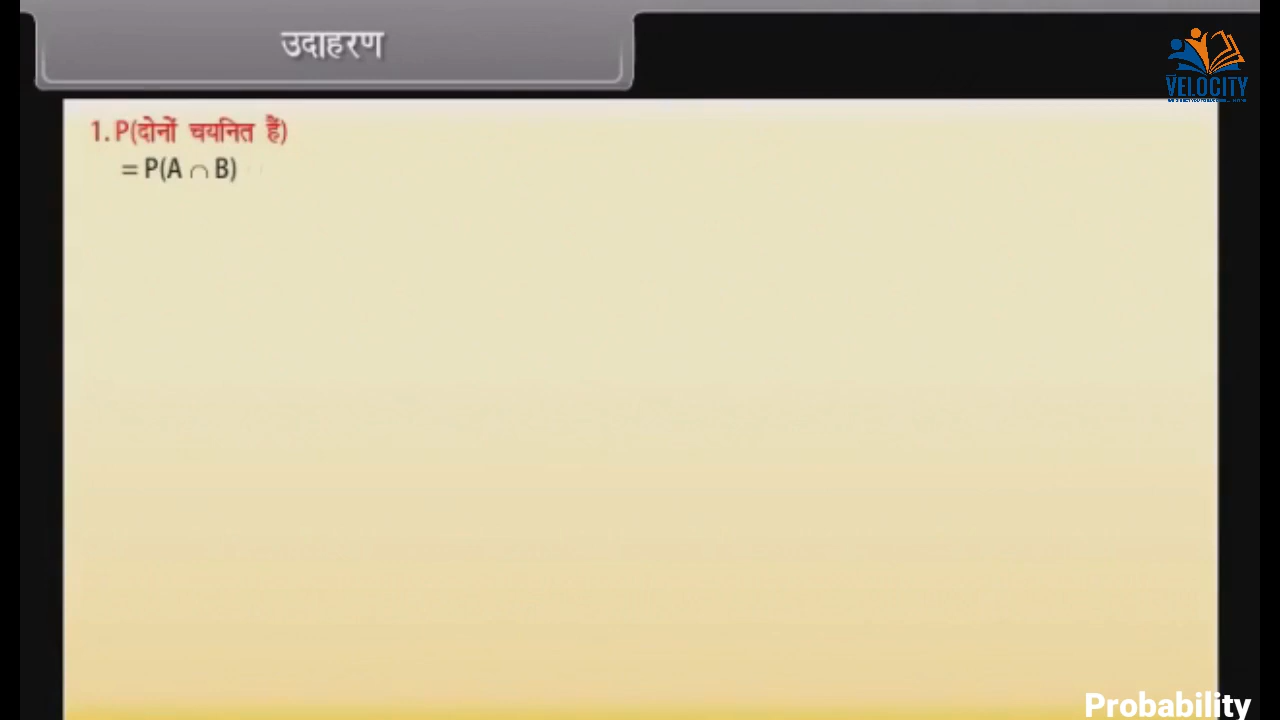 उदाहरण
VELOCITY
1. P(दोनों चयनित हैं)
= P(A ∩ B)
Probability